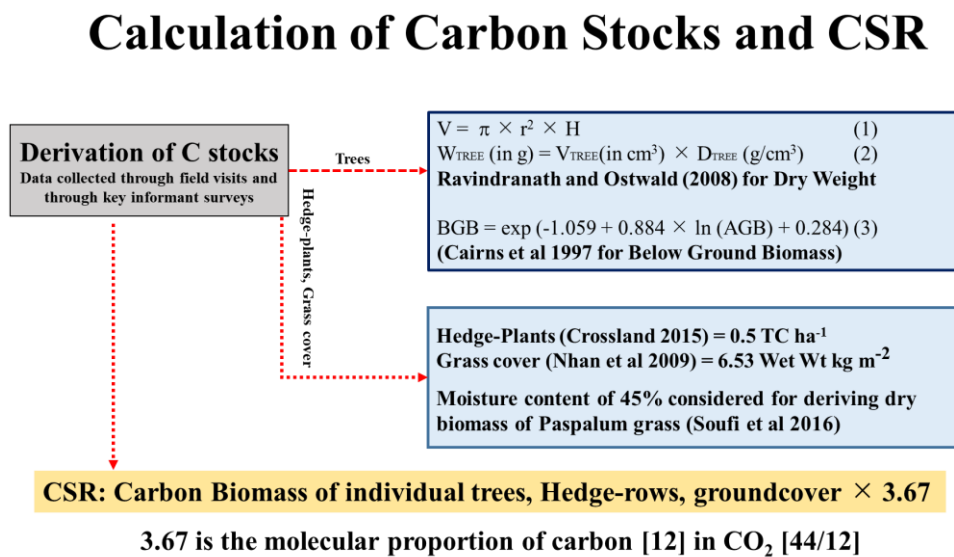 Calculation of Carbon Stocks and CSR
Derivation of C stocks
Data collected through field visits and
through key informant surveys
Trees
Hedge-plants, Grass cover
V = π × r² × H (1)
WTREE (in g) = VTREE(in cm³) × DTREE (g/cm³) (2)
Ravindranath and Ostwald (2008) for Dry Weight
BGB = exp (-1.059 + 0.884 × ln (AGB) + 0.284) (3)
(Cairns et al 1997 for Below Ground Biomass)
Hedge-Plants (Crossland 2015) = 0.5 TC ha⁻¹
Grass cover (Nhan et al 2009) = 6.53 Wet Wt kg m⁻²
Moisture content of 45% considered for deriving dry
biomass of Paspalum grass (Soufi et al 2016)
CSR: Carbon Biomass of individual trees, Hedge-rows, groundcover × 3.67
3.67 is the molecular proportion of carbon [12] in CO₂ [44/12]